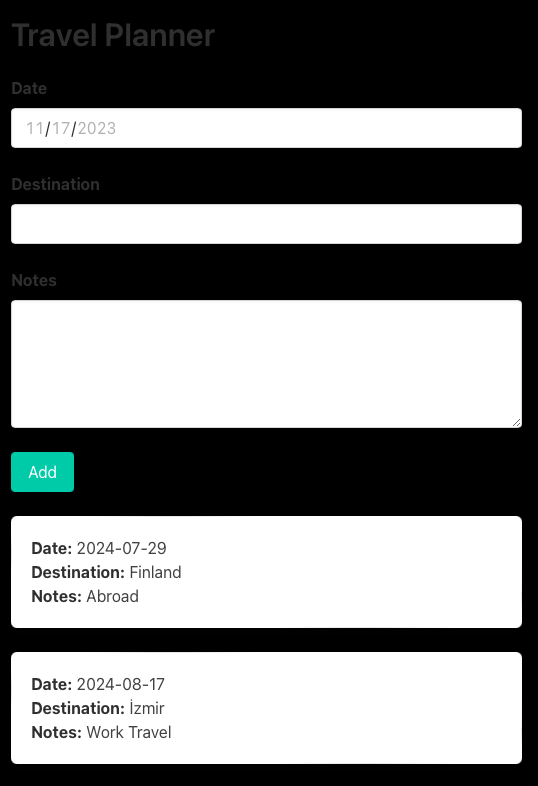 Travel Planner
Date
11/17/2023
Destination
Notes
Add
Date: 2024-07-29
Destination: Finland
Notes: Abroad
Date: 2024-08-17
Destination: İzmir
Notes: Work Travel